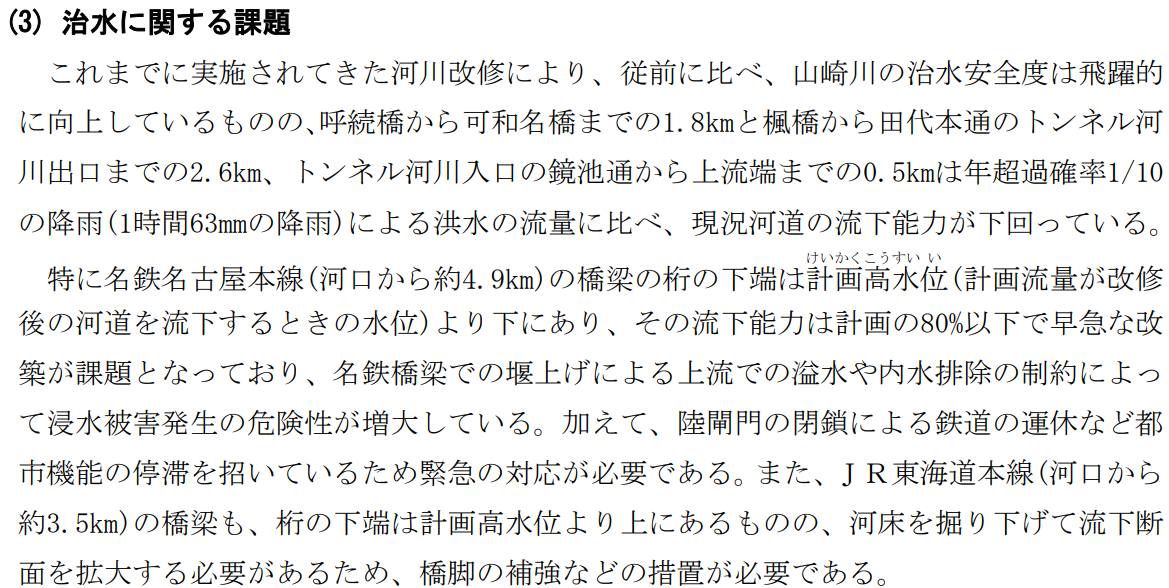 (3) 治水に関する課題
これまでに実施されてきた河川改修により、従前に比べ、山崎川の治水安全度は飛躍的
に向上しているものの、呼続橋から可和名橋までの1.8kmと楓橋から田代本通のトンネル河
川出口までの2.6km、トンネル河川入口の鏡池通から上流端までの0.5kmは年超過確率1/10
の降雨(1時間63mmの降雨)による洪水の流量に比べ、現況河道の流下能力が下回っている。
けいかくこうすいい
特に名鉄名古屋本線(河口から約4.9km)の橋梁の桁の下端は計画高水位(計画流量が改修
後の河道を流下するときの水位)より下にあり、その流下能力は計画の80%以下で早急な改
築が課題となっており、名鉄橋梁での堰上げによる上流での溢水や内水排除の制約によっ
て浸水被害発生の危険性が増大している。加えて、陸閘門の閉鎖による鉄道の運休など都
市機能の停滞を招いているため緊急の対応が必要である。また、ＪＲ東海道本線(河口から
約3.5km)の橋梁も、桁の下端は計画高水位より上にあるものの、河床を掘り下げて流下断
面を拡大する必要があるため、橋脚の補強などの措置が必要である。